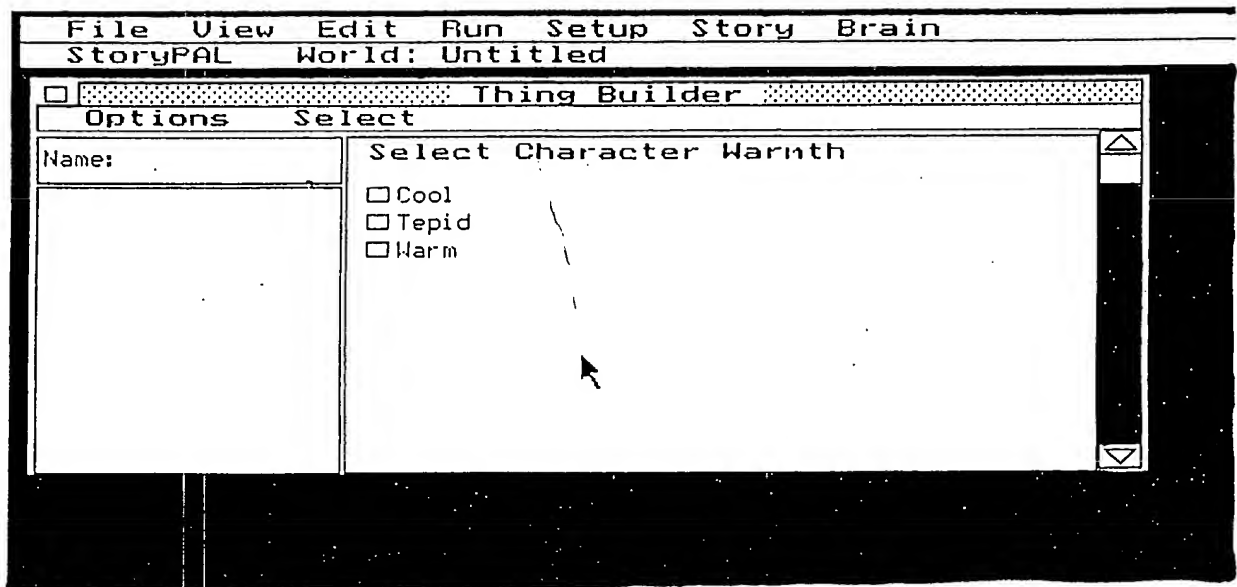 File View Edit Run Setup Story Brain
StoryPAL World: Untitled
Thing Builder
Options Select
Name:
Select Character Warmth
Cool
Tepid
Warm